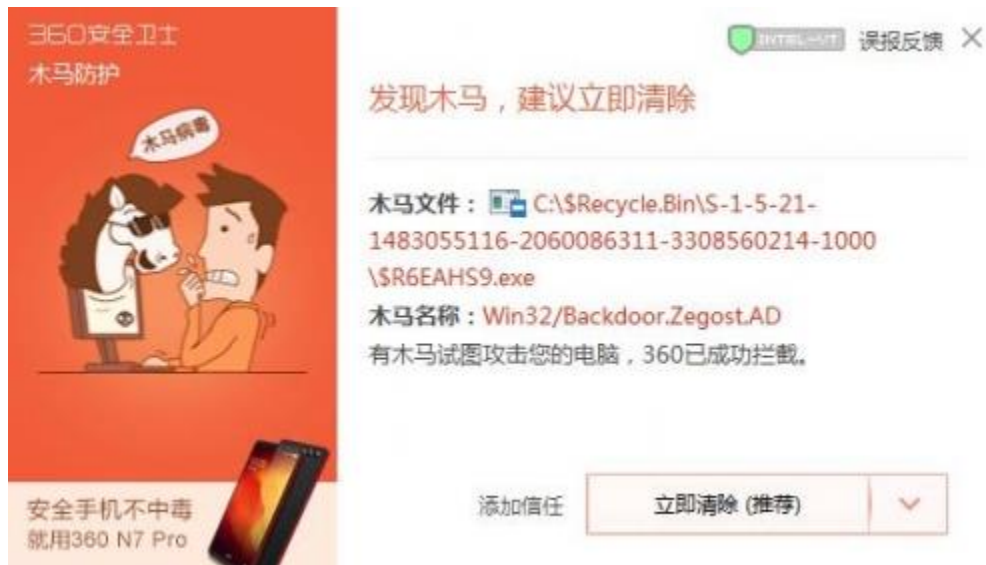 360安全卫士
木马防护
木马病毒
安全手机不中毒
就用360 N7 Pro
INTEL-VT 误报反馈
发现木马，建议立即清除
木马文件： C:\$Recycle.Bin\S-1-5-21-
1483055116-2060086311-3308560214-1000
\$R6EAHS9.exe
木马名称：Win32/Backdoor.Zegost.AD
有木马试图攻击您的电脑，360已成功拦截。
添加信任 立即清除 (推荐)